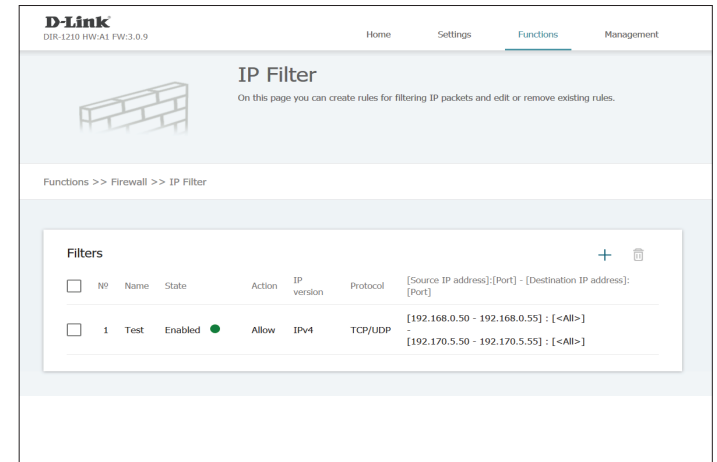 D-Link
DIR-1210 HW:A1 FW:3.0.9
Home Settings Functions Management
IP Filter
On this page you can create rules for filtering IP packets and edit or remove existing rules.
Functions >> Firewall >> IP Filter
Filters
Nº Name State Action IP version Protocol [Source IP address]:[Port] - [Destination IP address]:
[Port]
1 Test Enabled Allow IPv4 TCP/UDP [192.168.0.50 - 192.168.0.55] : [<All>]
-
[192.170.5.50 - 192.170.5.55] : [<All>]